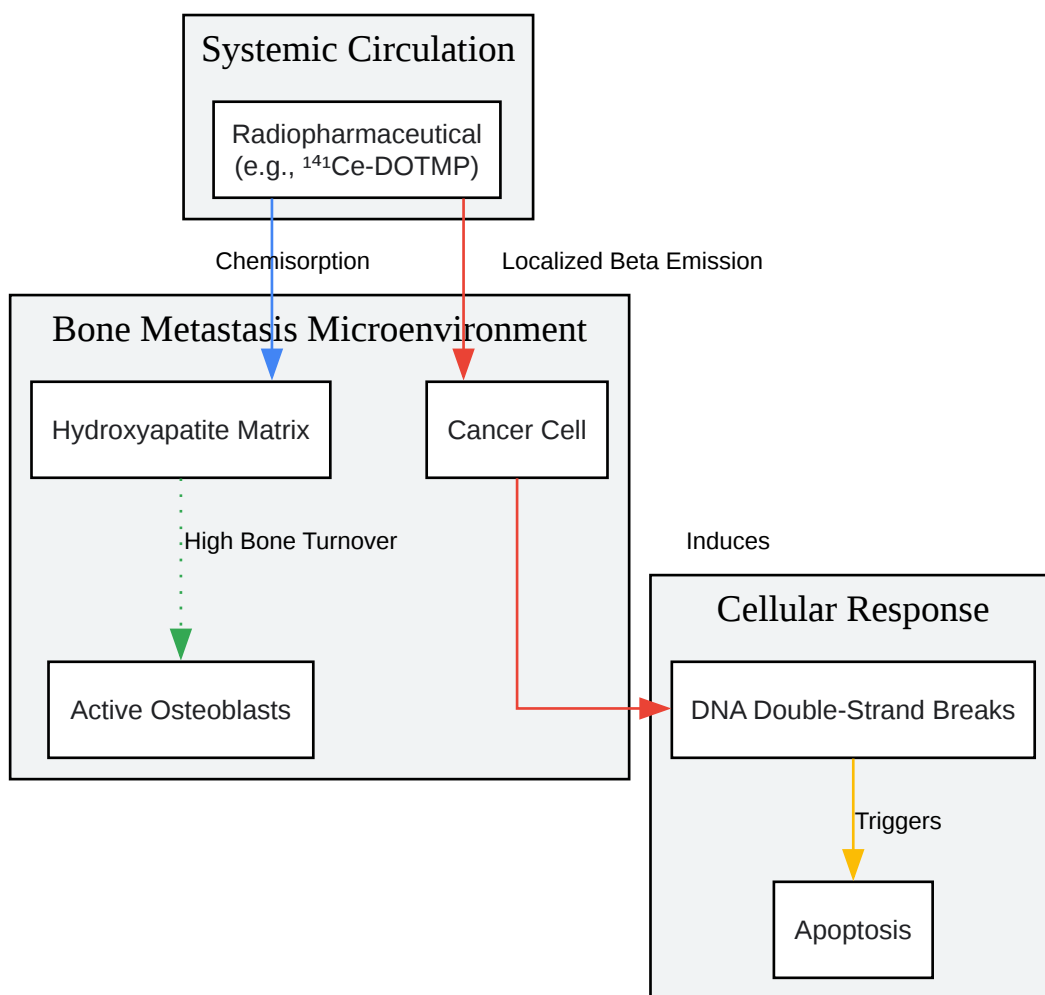 Systemic Circulation
Radiopharmaceutical
(e.g., ¹⁴¹Ce-DOTMP)
Chemisorption
Localized Beta Emission
Bone Metastasis Microenvironment
Hydroxyapatite Matrix
Cancer Cell
High Bone Turnover
Induces
Cellular Response
Active Osteoblasts
DNA Double-Strand Breaks
Triggers
Apoptosis